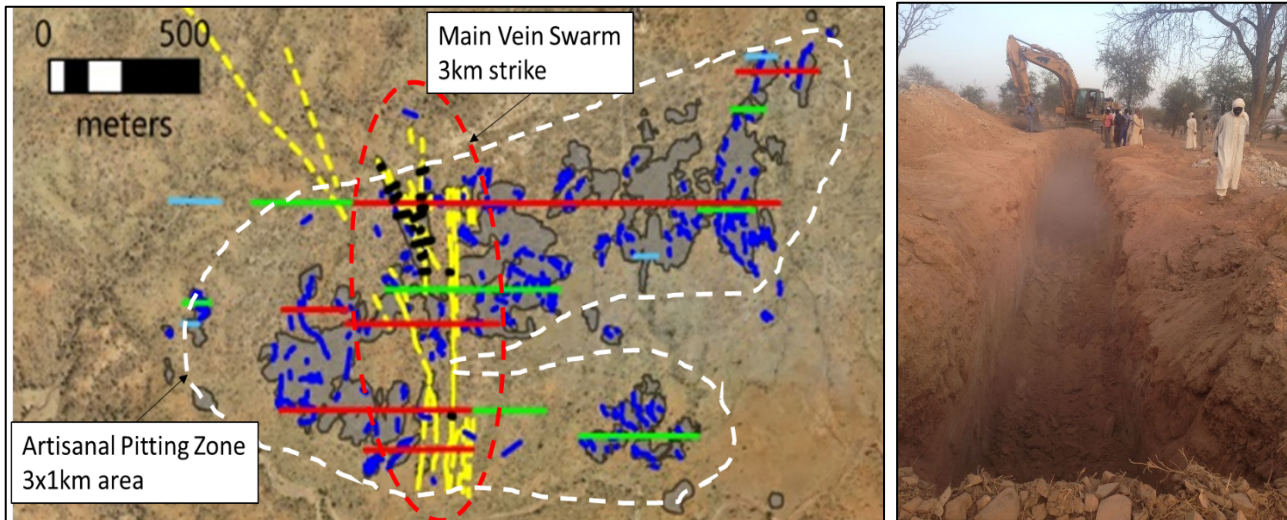 0 500
meters
Main Vein Swarm
3km strike
Artisanal Pitting Zone
3x1km area